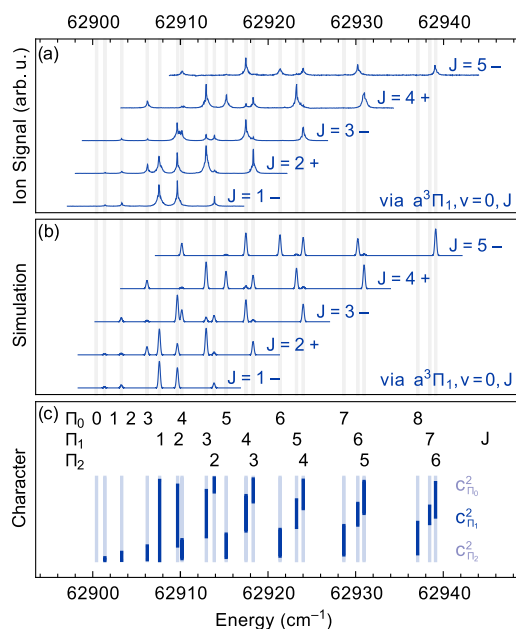 62900 62910 62920 62930 62940
(a)
Ion Signal (arb. u.)
J = 5 −
J = 4 +
J = 3 −
J = 2 +
J = 1 −
via a³Π₁, v = 0, J
(b)
Simulation
J = 5 −
J = 4 +
J = 3 −
J = 2 +
J = 1 −
via a³Π₁, v = 0, J
(c)
Character
Π₀ 0 1 2 3 4 5 6 7 8
Π₁ 1 2 3 4 5 6 7 J
Π₂ 2 3 4 5 6
c²Π₀
c²Π₁
c²Π₂
62900 62910 62920 62930 62940
Energy (cm⁻¹)